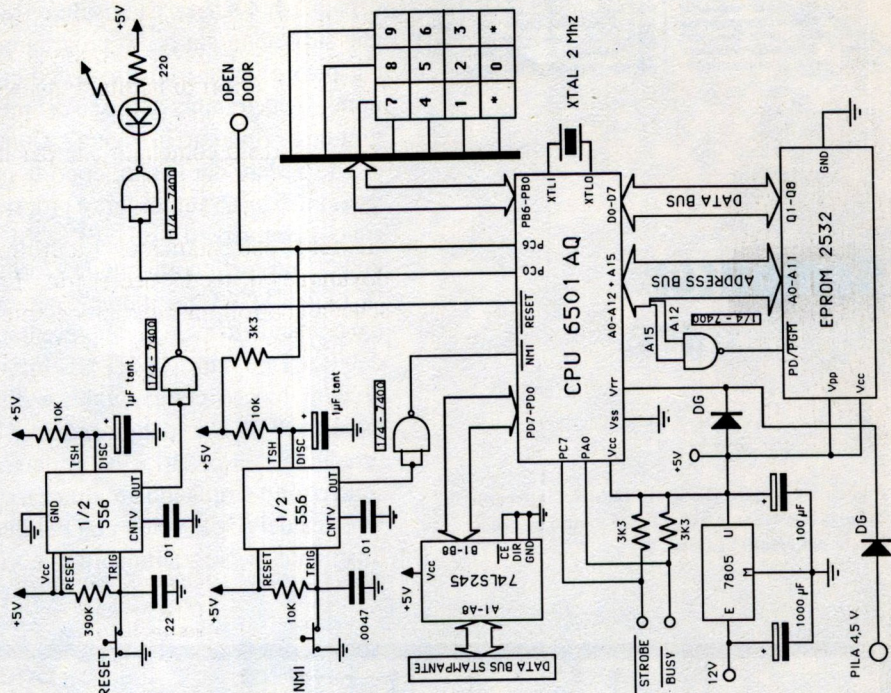 +5V
220
OPEN
DOOR
1/4 - 7400
9
8
7
6
5
4
3
2
1
*
0
*
XTAL 2 Mhz
XTLI
XTLO
PB6-PB0
PC6
PC0
RESET
NMI
PD7-PD0
CPU 6501 AQ
D0-D7
A0-A12 + A15
Vrr
Vss
Vcc
PC7
PA0
DATA BUS
ADDRESS BUS
GND
Q1-Q8
A0-A11
PD/PGM
Vpp
Vcc
EPROM 2532
A15
A12
1/4 - 7400
+5V
10K
1µF tant
TSH
DISC
GND
1/2
556
OUT
CNTV
Vcc
RESET
TRIG
.01
+5V
390K
.22
RESET
1/4 - 7400
3K3
+5V
10K
1µF tant
TSH
DISC
1/2
556
OUT
CNTV
RESET
TRIG
.01
+5V
10K
.0047
NMI
1/4 - 7400
+5V
Vcc
B1-B8
74LS245
CE
DIR
GND
A1-A8
DATA BUS STAMPANTE
3K3
3K3
STROBE
BUSY
+5V
DG
U
7805
M
E
100 µF
1000 µF
12V
DG
PILA 4,5 V